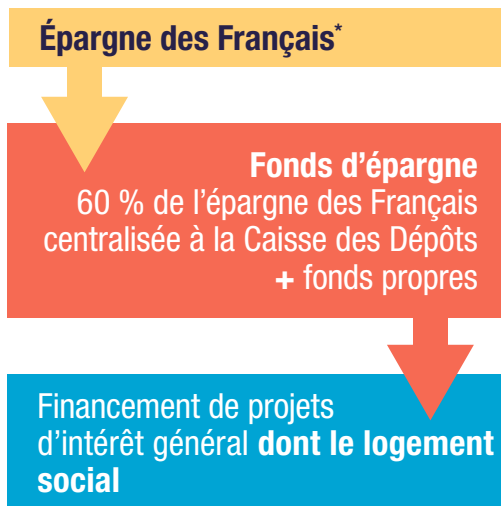 Épargne des Français*
Fonds d'épargne
60 % de l'épargne des Français
centralisée à la Caisse des Dépôts
+ fonds propres
Financement de projets
d'intérêt général dont le logement
social